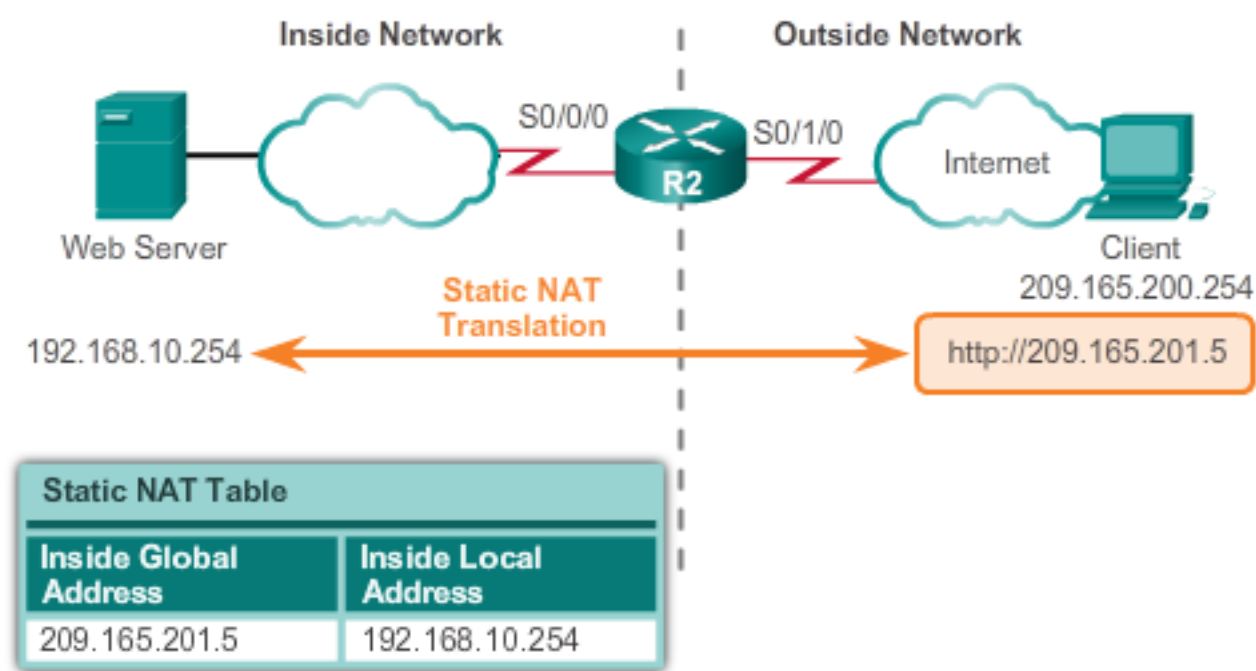 Inside Network
Outside Network
S0/0/0
S0/1/0
R2
Internet
Web Server
Client
209.165.200.254
Static NAT
Translation
192.168.10.254
http://209.165.201.5
Static NAT Table
Inside Global
Address
Inside Local
Address
209.165.201.5
192.168.10.254